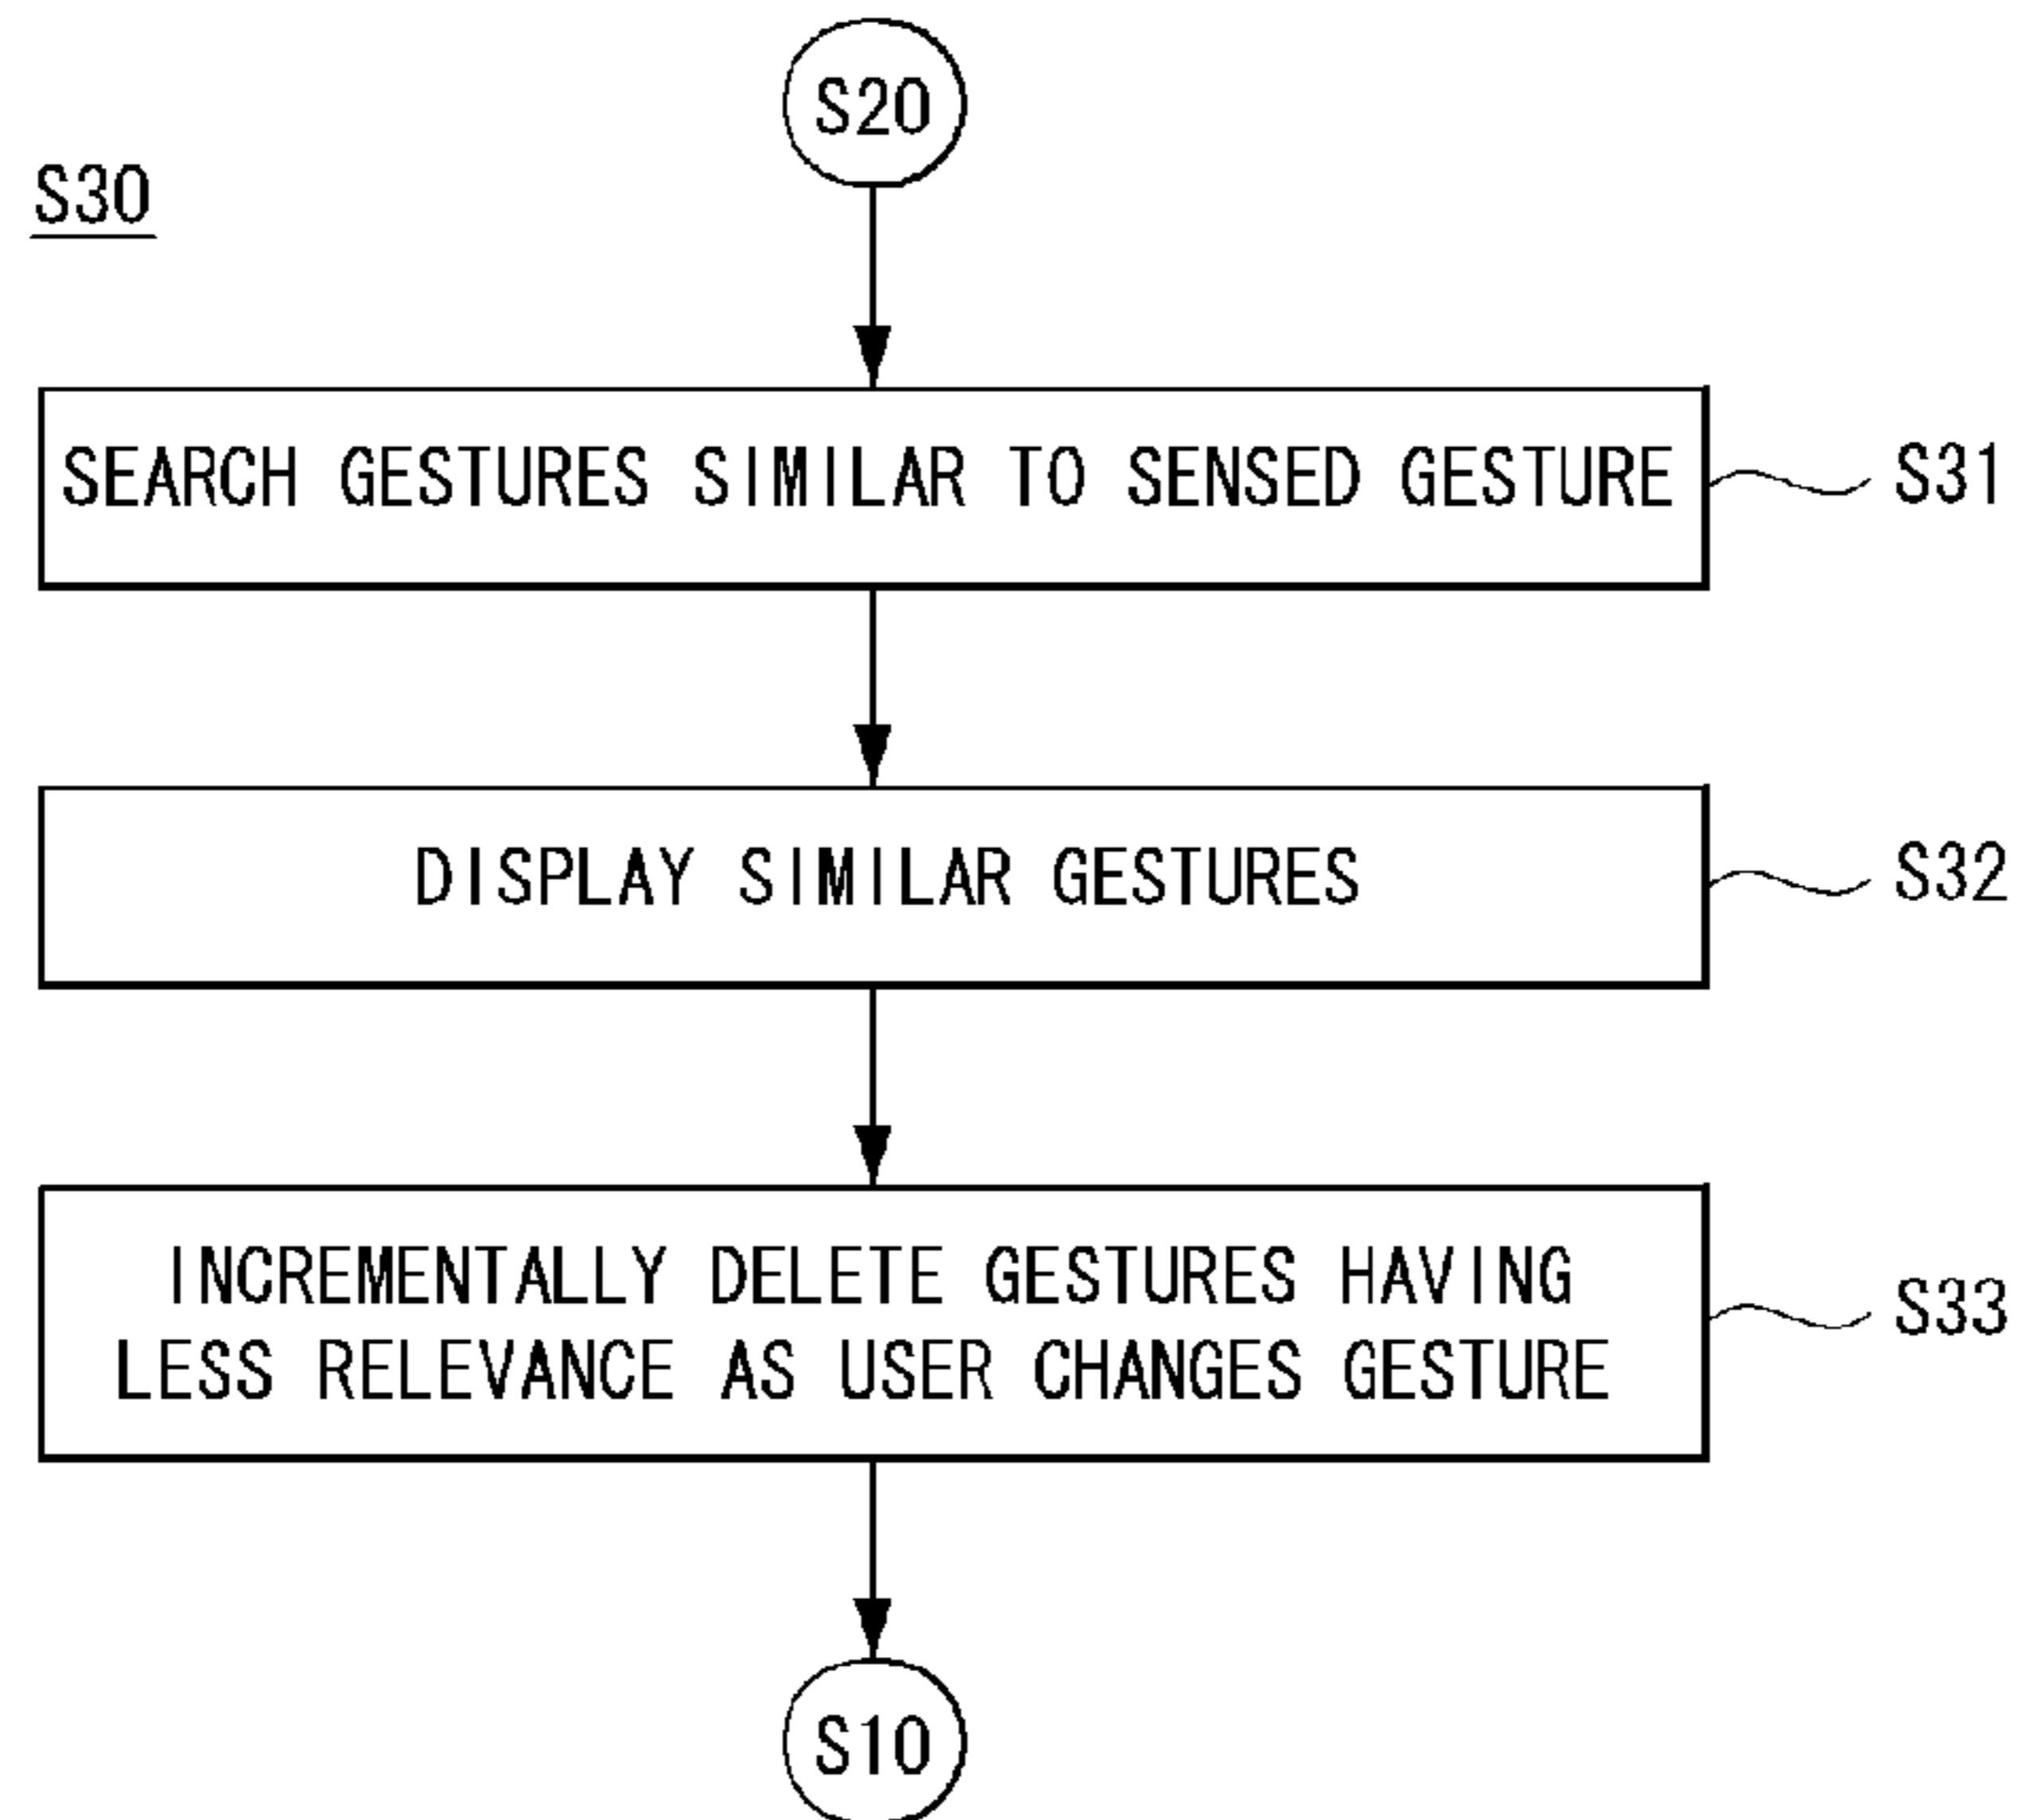 S20
S30
SEARCH GESTURES SIMILAR TO SENSED GESTURE
S31
DISPLAY SIMILAR GESTURES
S32
INCREMENTALLY DELETE GESTURES HAVING
LESS RELEVANCE AS USER CHANGES GESTURE
S33
S10